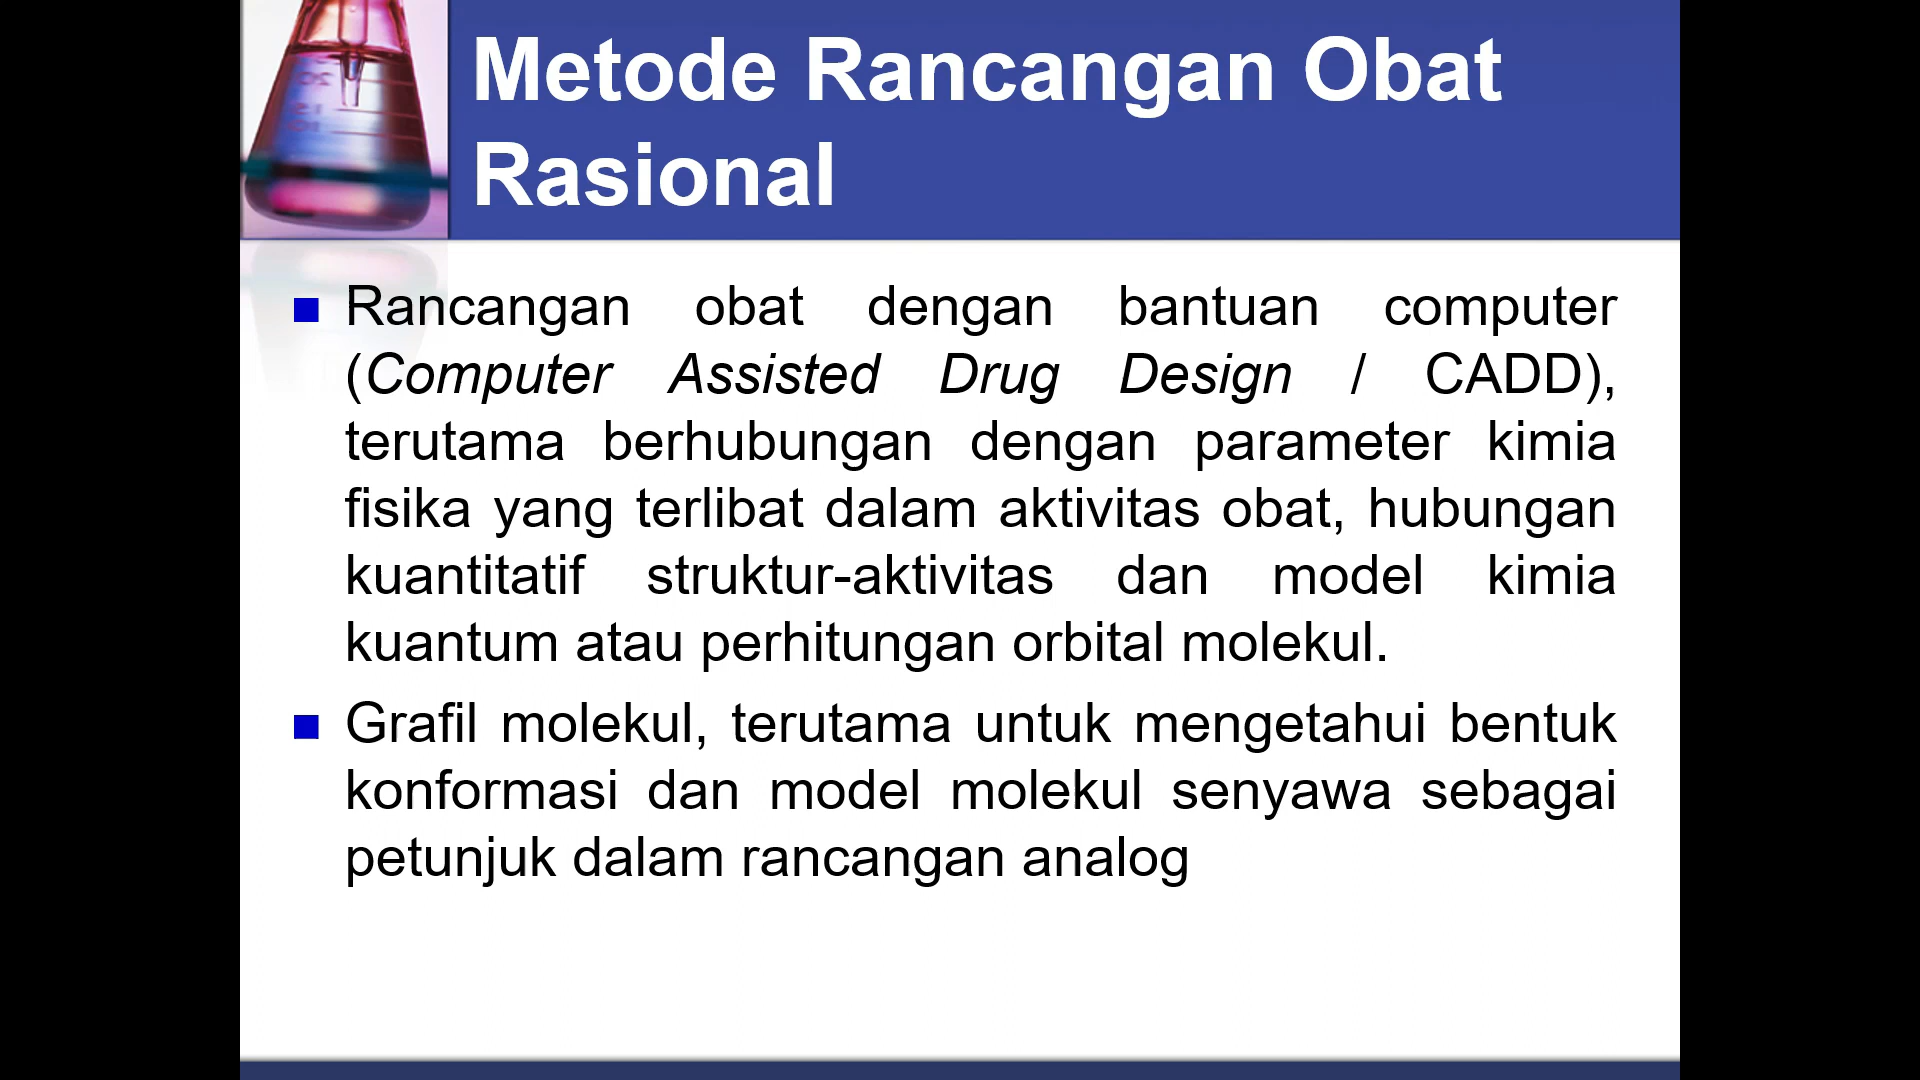 Metode Rancangan Obat
Rasional
Rancangan obat dengan bantuan computer
(Computer Assisted Drug Design / CADD),
terutama berhubungan dengan parameter kimia
fisika yang terlibat dalam aktivitas obat, hubungan
kuantitatif struktur-aktivitas dan model kimia
kuantum atau perhitungan orbital molekul.
Grafil molekul, terutama untuk mengetahui bentuk
konformasi dan model molekul senyawa sebagai
petunjuk dalam rancangan analog